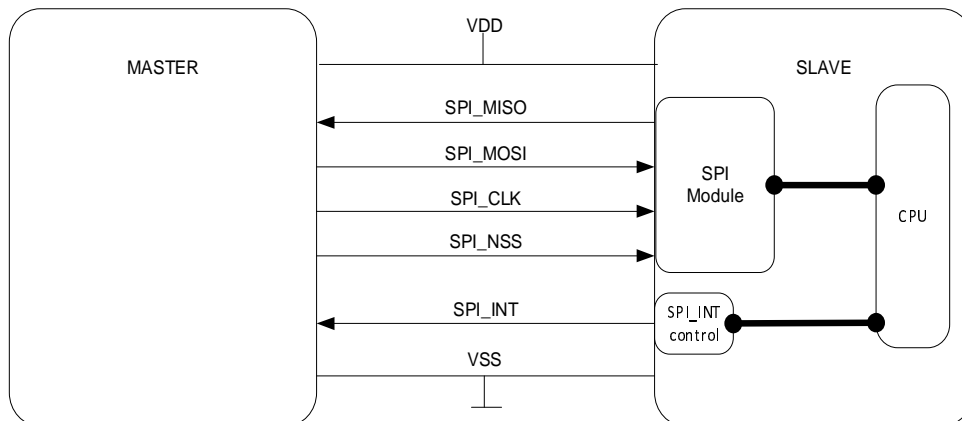 VDD
MASTER
SLAVE
SPI_MISO
SPI_MOSI
SPI
Module
SPI_CLK
CPU
SPI_NSS
SPI_INT
SPI_INT
control
VSS